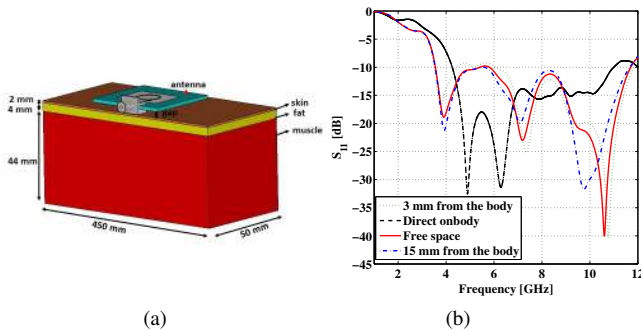 antenna
2 mm
4 mm
gap
skin
fat
muscle
44 mm
450 mm
50 mm
(a)
0
−5
−10
−15
−20
−25
−30
−35
−40
−45
S11 [dB]
3 mm from the body
Direct onbody
Free space
15 mm from the body
2 4 6 8 10 12
Frequency [GHz]
(b)